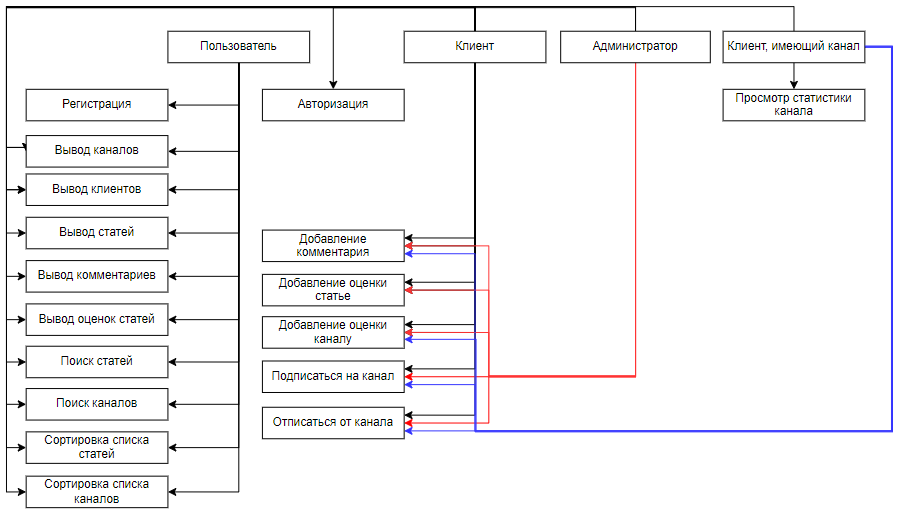 Пользователь
Клиент
Администратор
Клиент, имеющий канал
Регистрация
Авторизация
Просмотр статистики
канала
Вывод каналов
Вывод клиентов
Вывод статей
Добавление
комментария
Вывод комментариев
Добавление оценки
статье
Вывод оценок статей
Добавление оценки
каналу
Поиск статей
Подписаться на канал
Поиск каналов
Отписаться от канала
Сортировка списка
статей
Сортировка списка
каналов